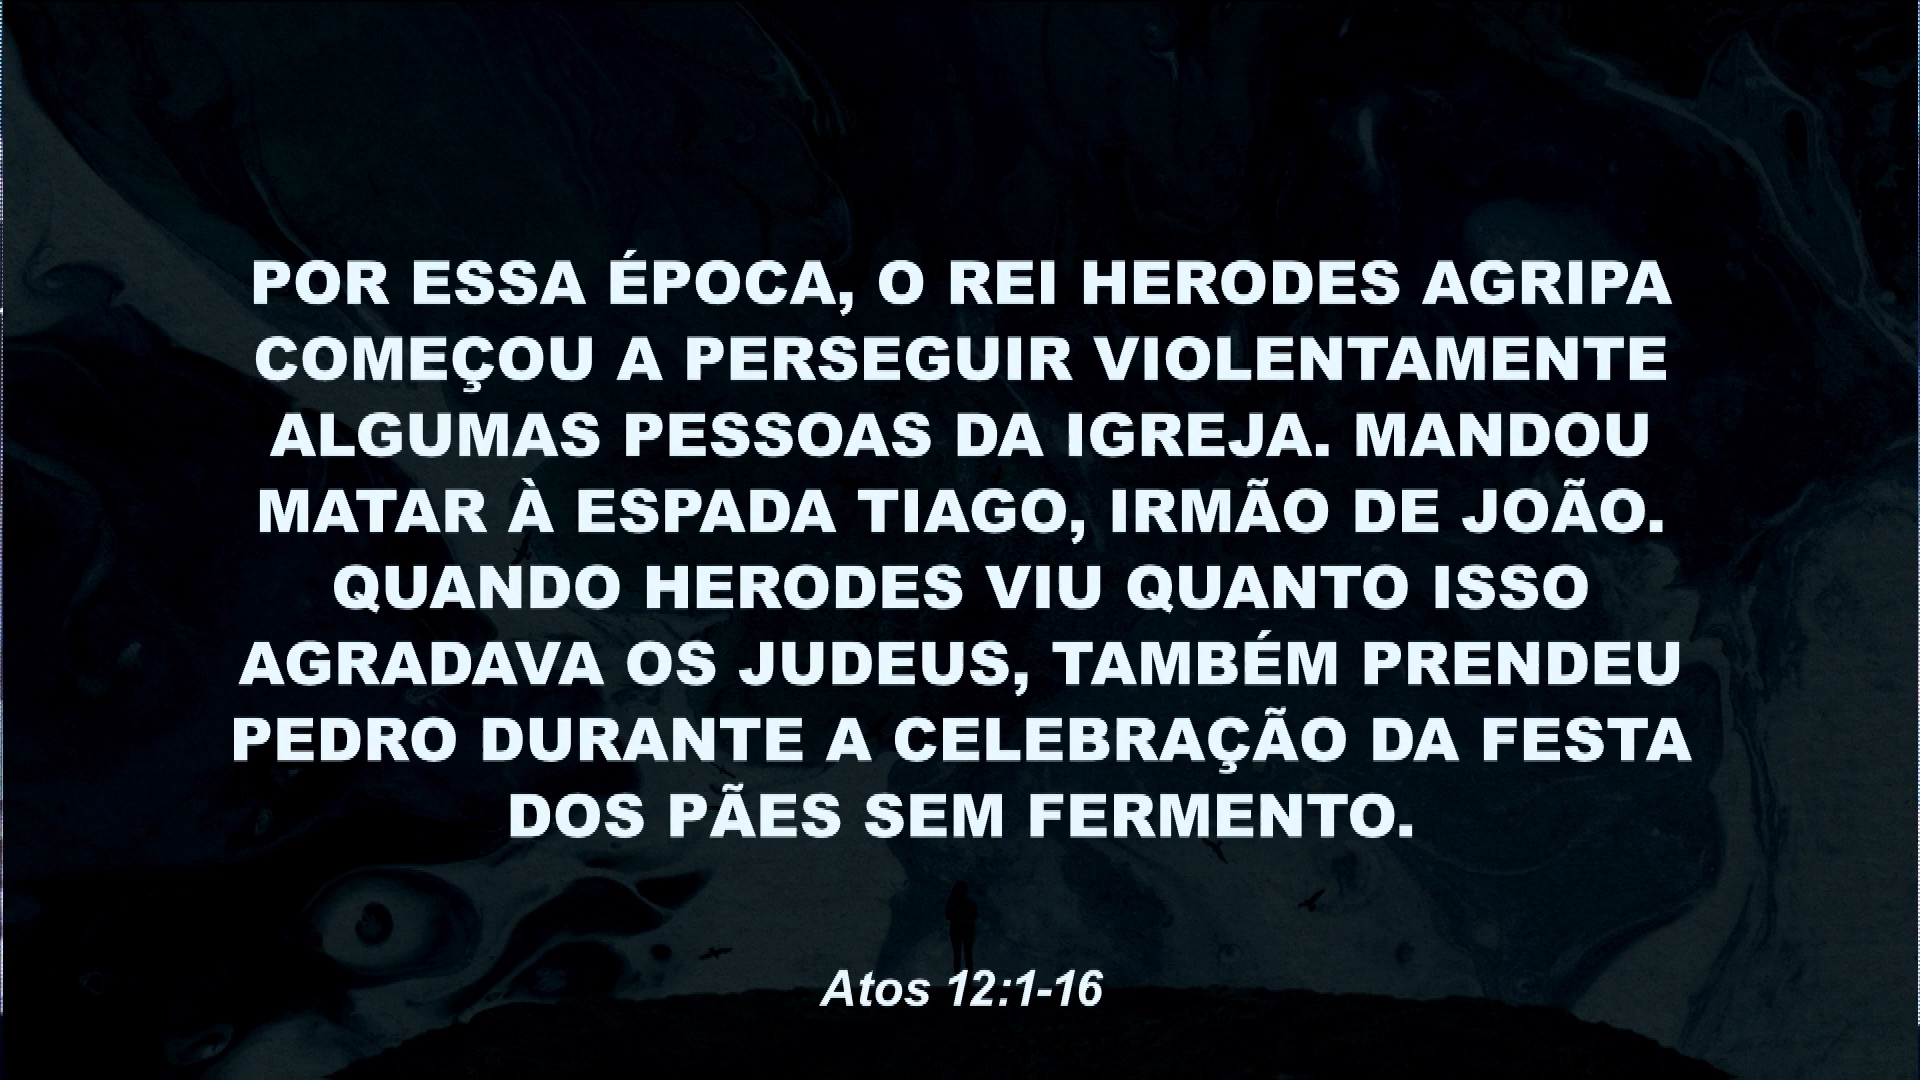 POR ESSA ÉPOCA, O REI HERODES AGRIPA
COMEÇOU A PERSEGUIR VIOLENTAMENTE
ALGUMAS PESSOAS DA IGREJA. MANDOU
MATAR À ESPADA TIAGO, IRMÃO DE JOÃO.
QUANDO HERODES VIU QUANTO ISSO
AGRADAVA OS JUDEUS, TAMBÉM PRENDEU
PEDRO DURANTE A CELEBRAÇÃO DA FESTA
DOS PÃES SEM FERMENTO.
Atos 12:1-16